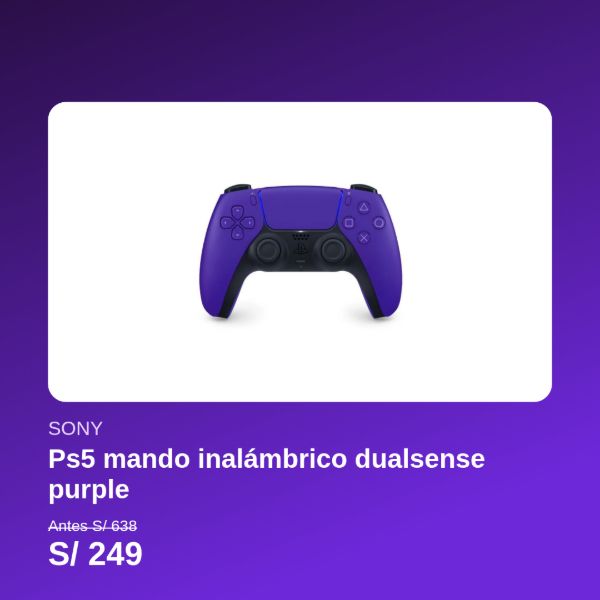 SONY
Ps5 mando inalámbrico dualsense
purple
Antes S/ 638
S/ 249